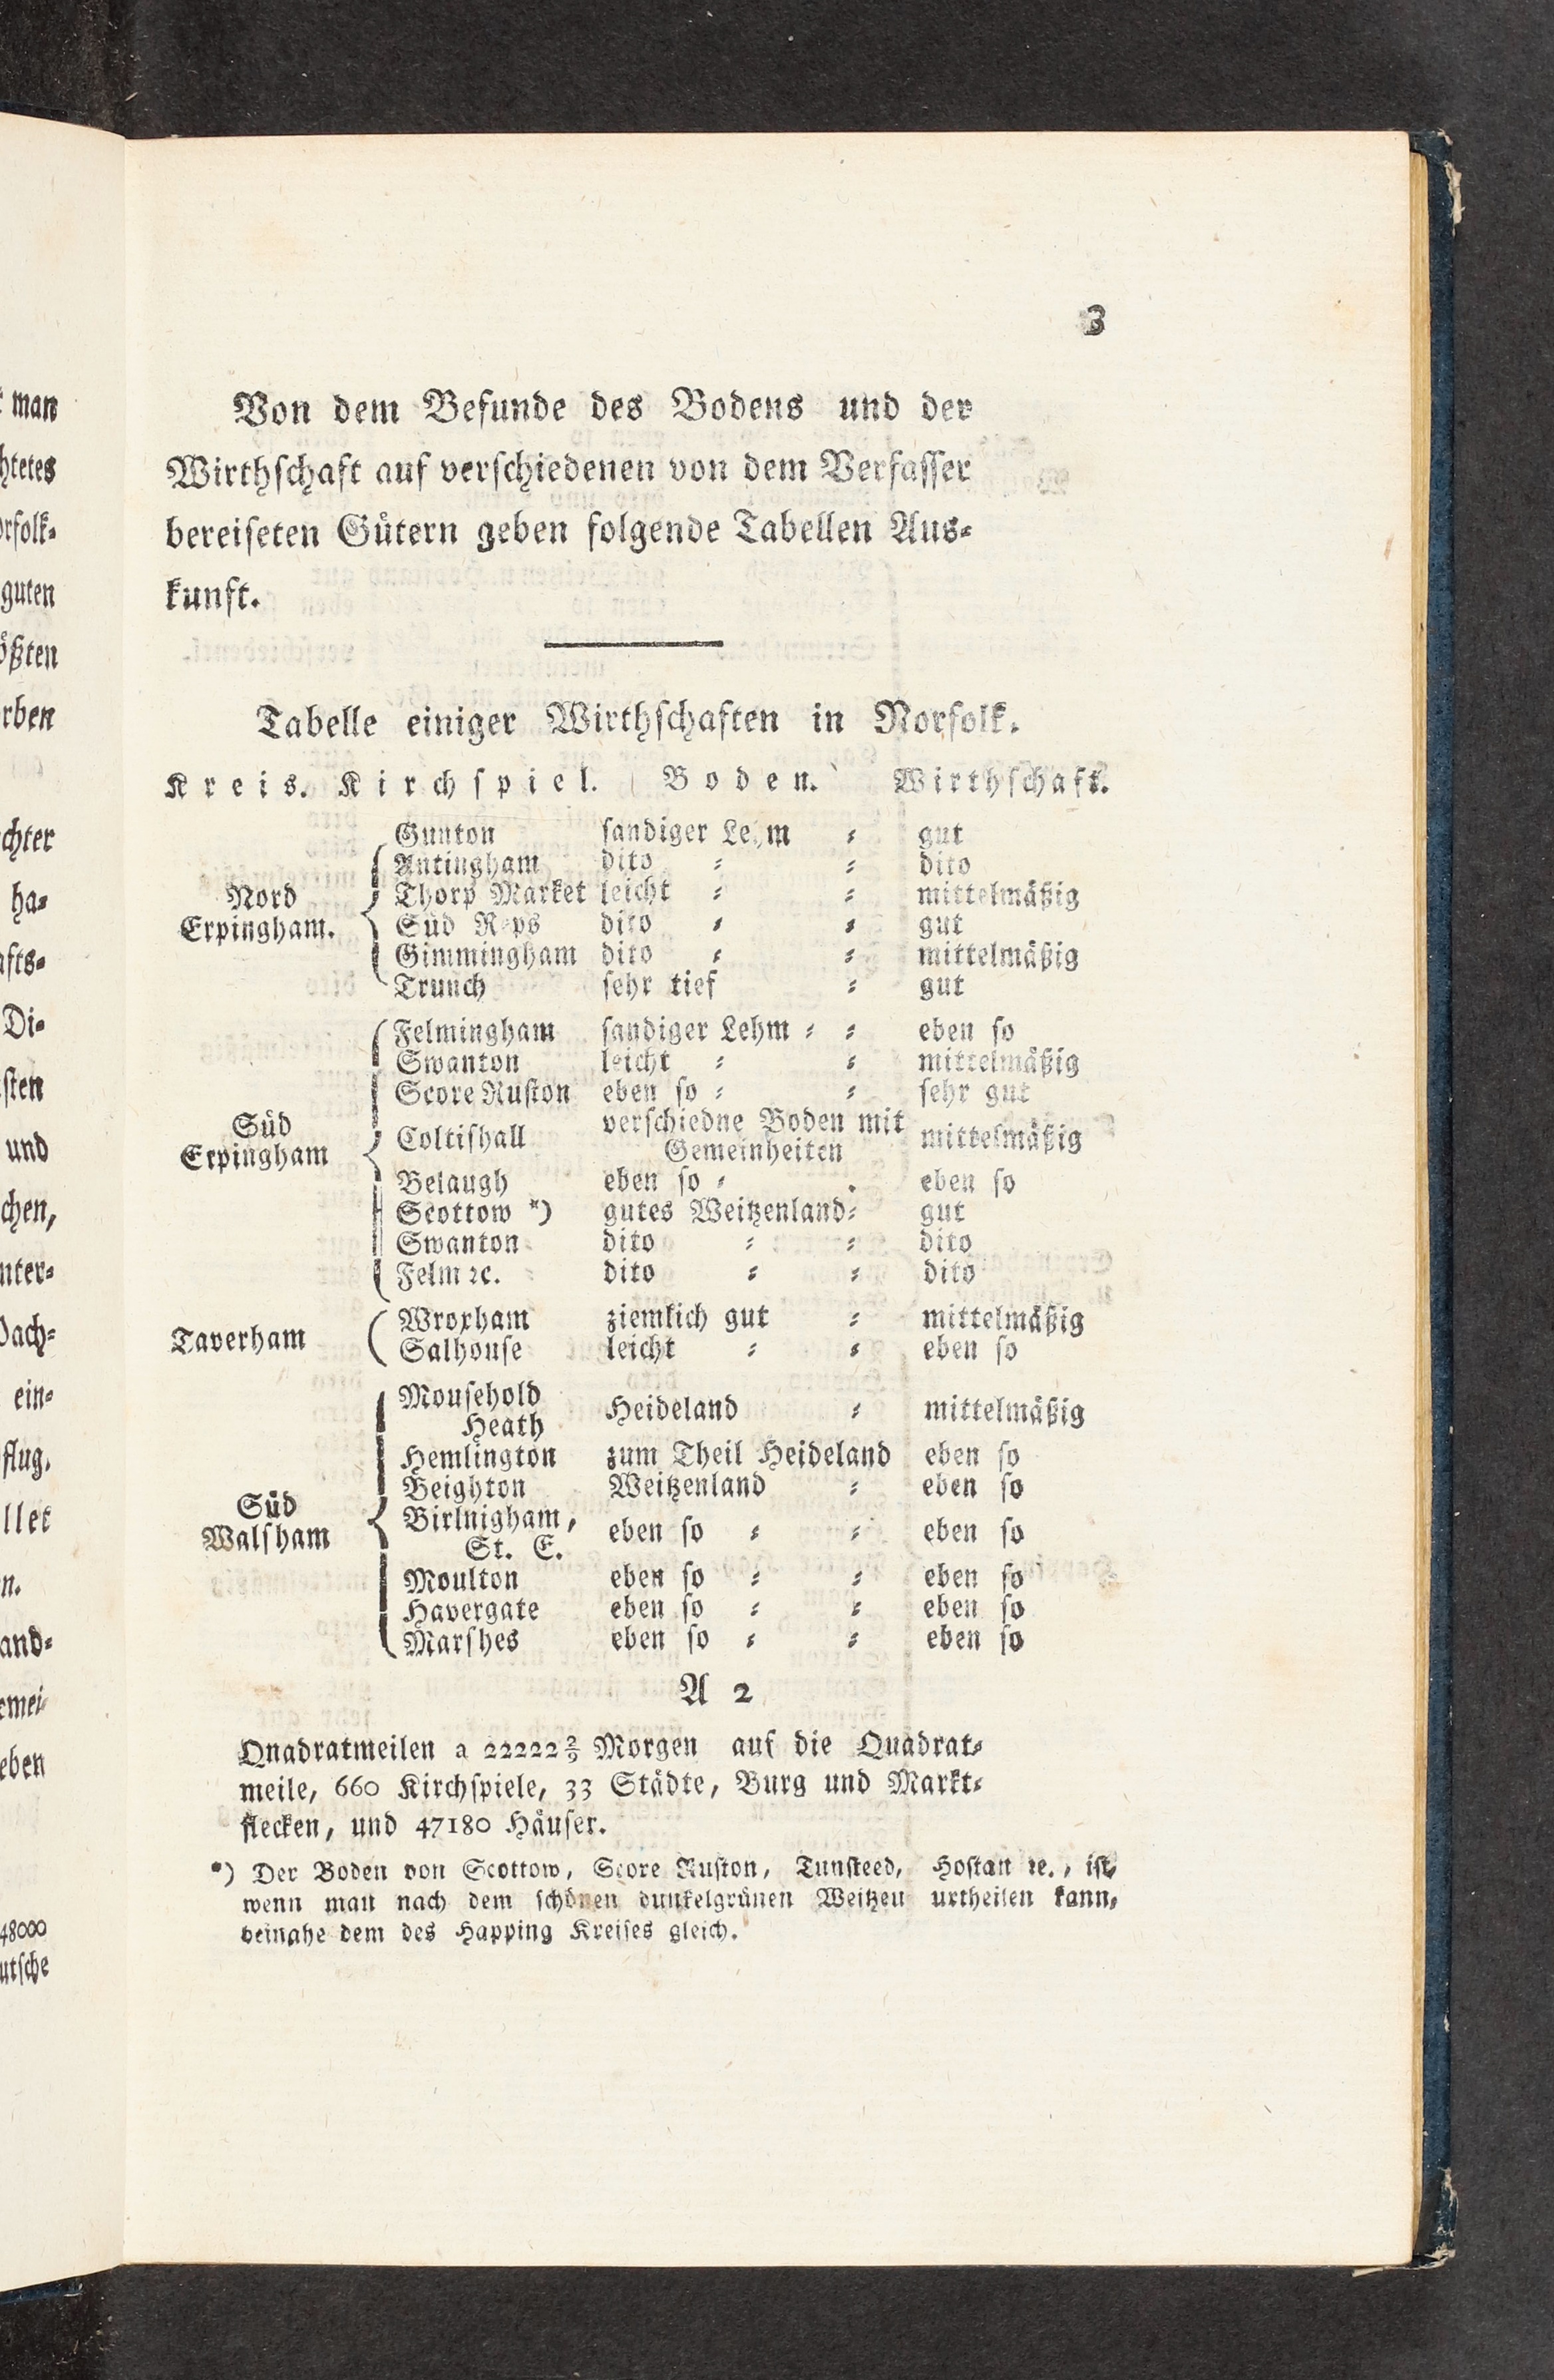 3
Von dem Befunde des Bodens und der
Wirthschaft auf verschiedenen von dem Verfasser
bereiseten Gütern geben folgende Tabellen Aus⸗
kunft.
Tabelle einiger Wirthschaften in Norfolk.
Kreis. Kirchspiel. Boden. Wirthschaft.
Gunton sandiger Lehm ⸗ gut
Antingham dito ⸗ ⸗ dito
Nord Thorp Market leicht ⸗ ⸗ mittelmäßig
Erpingham. Süd Reps dito ⸗ ⸗ gut
Gimmingham dito ⸗ ⸗ mittelmäßig
Trunch sehr tief ⸗ gut
Felmingham sandiger Lehm ⸗ ⸗ eben so
Swanton leicht ⸗ ⸗ mittelmäßig
Score Ruston eben so ⸗ ⸗ sehr gut
Süd
Erpingham
Coltishall verschiedne Boden mit
Gemeinheiten mittelmäßig
Belaugh eben so ⸗ . eben so
Scottow *) gutes Weitzenland⸗ gut
Swanton dito ⸗ ⸗ dito
Felm ꝛc. dito ⸗ ⸗ dito
Taverham
Wroxham ziemlich gut ⸗ mittelmäßig
Salhouse leicht ⸗ ⸗ eben so
Mousehold
Heath Heideland ⸗ mittelmäßig
Hemlington zum Theil Heideland eben so
Beighton Weitzenland ⸗ eben so
Süd
Walsham
Birlnigham,
St. E. eben so ⸗ ⸗ eben so
Moulton eben so ⸗ ⸗ eben so
Havergate eben so ⸗ ⸗ eben so
Marshes eben so ⸗ ⸗ eben so
A 2
Qnadratmeilen a 22222 2/9 Morgen auf die Quadrat⸗
meile, 660 Kirchspiele, 33 Städte, Burg und Markt⸗
flecken, und 47180 Häuser.
*) Der Boden von Scottow, Score Ruston, Tunsteed, Hostan ꝛc., ist,
wenn man nach dem schönen dunkelgrünen Weitzen urtheilen kann,
beinahe dem des Happing Kreises gleich.